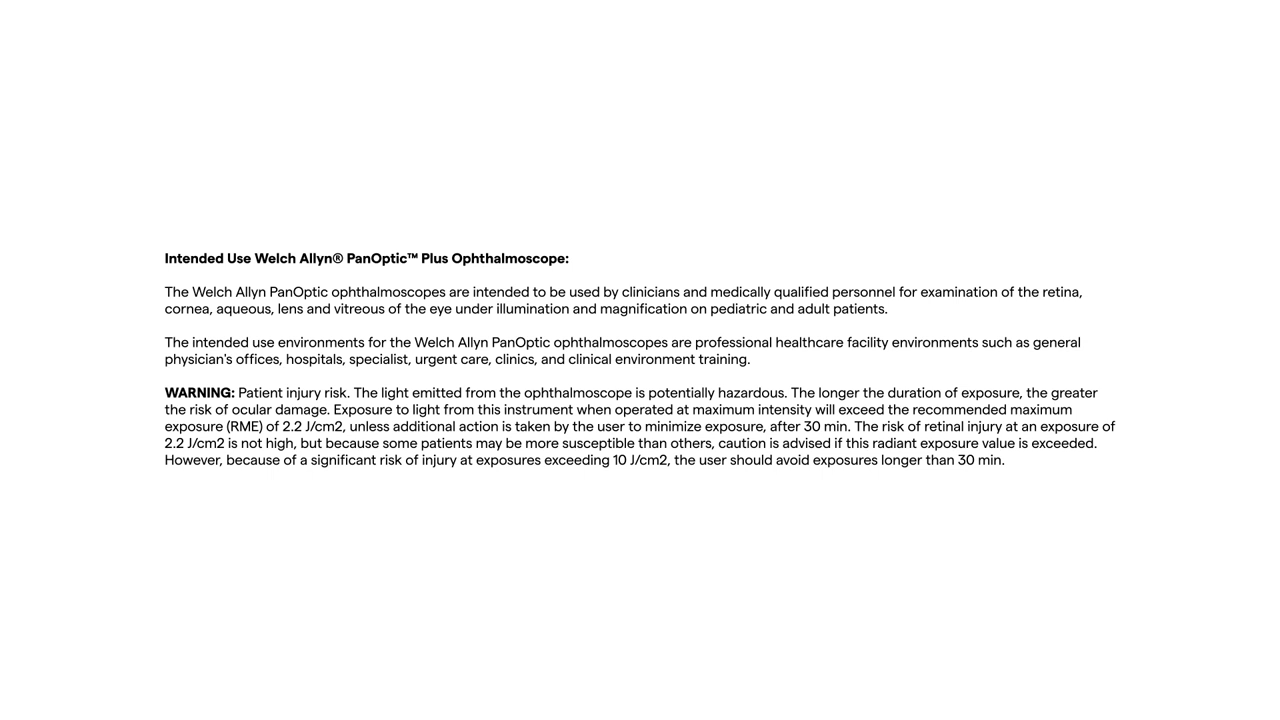 Intended Use Welch Allyn® PanOptic™ Plus Ophthalmoscope:
The Welch Allyn PanOptic ophthalmoscopes are intended to be used by clinicians and medically qualified personnel for examination of the retina,
cornea, aqueous, lens and vitreous of the eye under illumination and magnification on pediatric and adult patients.
The intended use environments for the Welch Allyn PanOptic ophthalmoscopes are professional healthcare facility environments such as general
physician's offices, hospitals, specialist, urgent care, clinics, and clinical environment training.
WARNING: Patient injury risk. The light emitted from the ophthalmoscope is potentially hazardous. The longer the duration of exposure, the greater
the risk of ocular damage. Exposure to light from this instrument when operated at maximum intensity will exceed the recommended maximum
exposure (RME) of 2.2 J/cm2, unless additional action is taken by the user to minimize exposure, after 30 min. The risk of retinal injury at an exposure of
2.2 J/cm2 is not high, but because some patients may be more susceptible than others, caution is advised if this radiant exposure value is exceeded.
However, because of a significant risk of injury at exposures exceeding 10 J/cm2, the user should avoid exposures longer than 30 min.